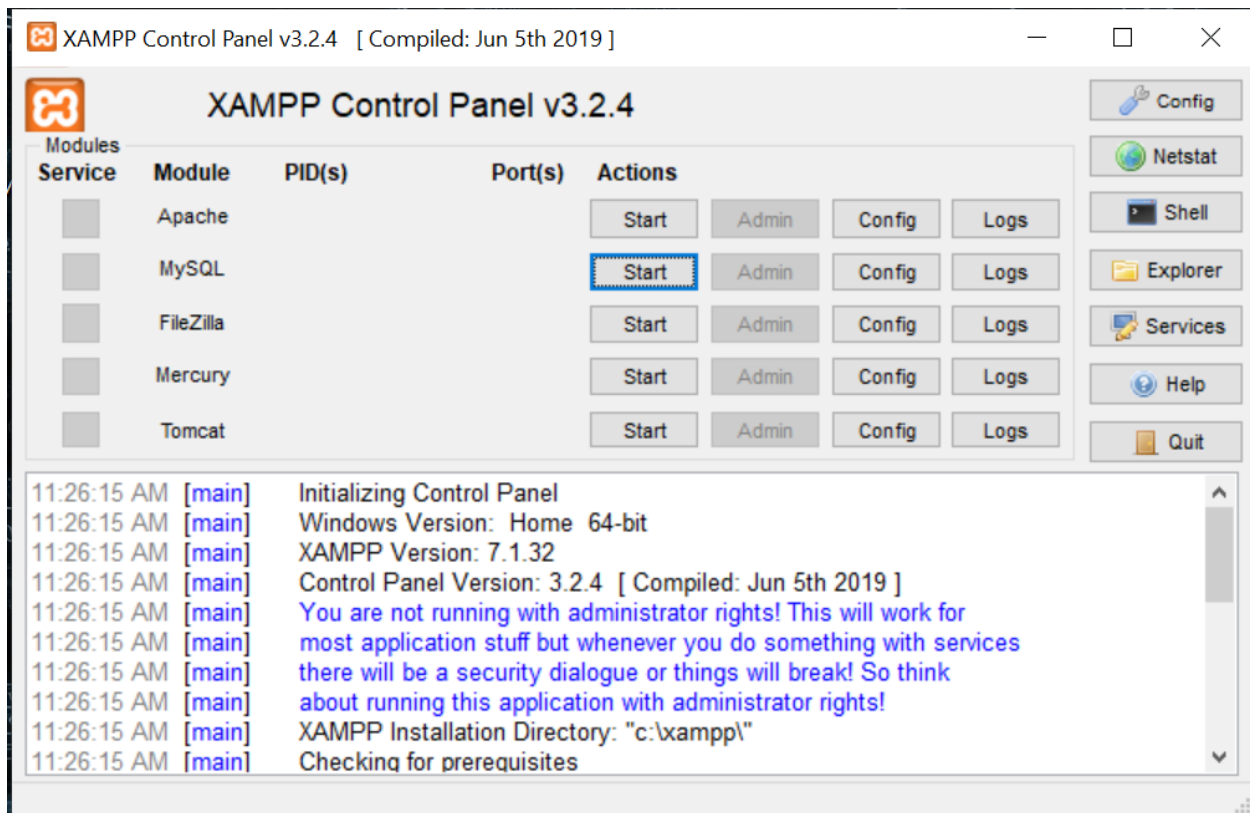 XAMPP Control Panel v3.2.4 [ Compiled: Jun 5th 2019 ]
XAMPP Control Panel v3.2.4
Config
Modules
Service Module PID(s) Port(s) Actions
Netstat
Apache Start Admin Config Logs
Shell
MySQL Start Admin Config Logs
Explorer
FileZilla Start Admin Config Logs
Services
Mercury Start Admin Config Logs
Help
Tomcat Start Admin Config Logs
Quit
11:26:15 AM [main] Initializing Control Panel
11:26:15 AM [main] Windows Version: Home 64-bit
11:26:15 AM [main] XAMPP Version: 7.1.32
11:26:15 AM [main] Control Panel Version: 3.2.4 [ Compiled: Jun 5th 2019 ]
11:26:15 AM [main] You are not running with administrator rights! This will work for
11:26:15 AM [main] most application stuff but whenever you do something with services
11:26:15 AM [main] there will be a security dialogue or things will break! So think
11:26:15 AM [main] about running this application with administrator rights!
11:26:15 AM [main] XAMPP Installation Directory: "c:\xampp\"
11:26:15 AM [main] Checking for prerequisites